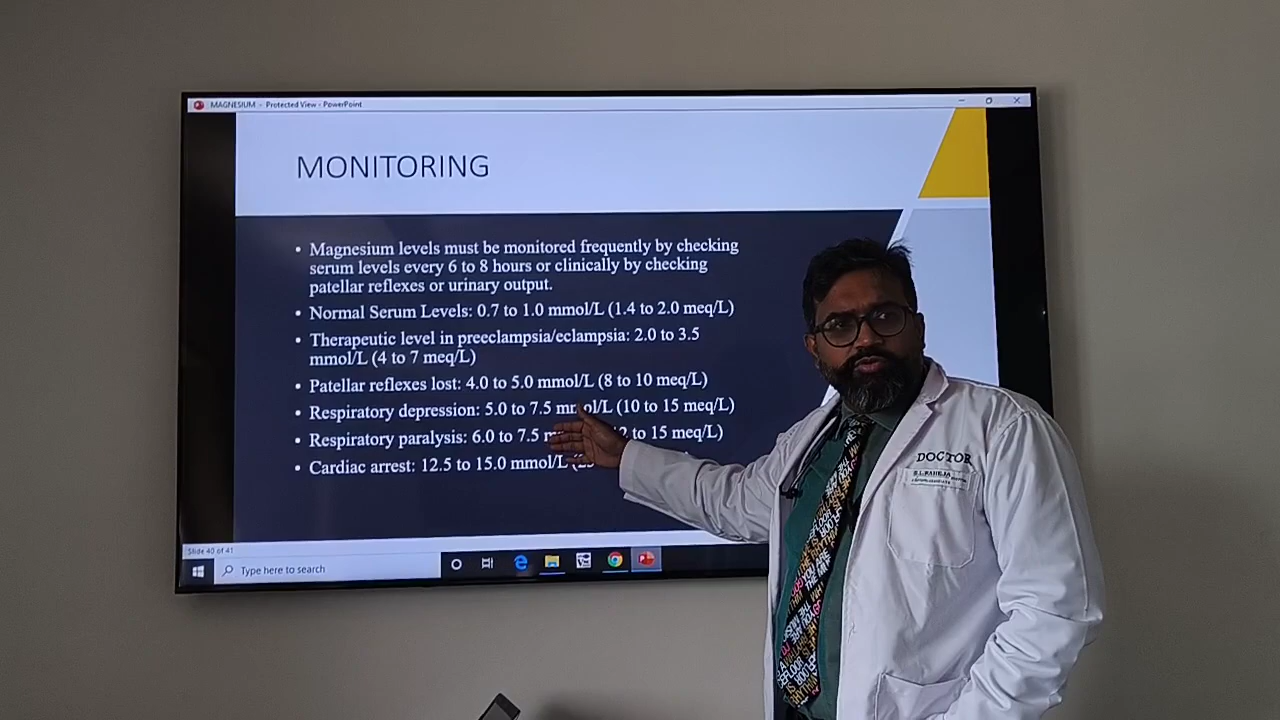 MAGNESIUM - Protected View - PowerPoint
MONITORING
• Magnesium levels must be monitored frequently by checking
serum levels every 6 to 8 hours or clinically by checking
patellar reflexes or urinary output.
• Normal Serum Levels: 0.7 to 1.0 mmol/L (1.4 to 2.0 meq/L)
• Therapeutic level in preeclampsia/eclampsia: 2.0 to 3.5
mmol/L (4 to 7 meq/L)
• Patellar reflexes lost: 4.0 to 5.0 mmol/L (8 to 10 meq/L)
• Respiratory depression: 5.0 to 7.5 mmol/L (10 to 15 meq/L)
• Respiratory paralysis: 6.0 to 7.5 to 15 meq/L)
• Cardiac arrest: 12.5 to 15.0 mmol/L
Slide 40 of 41
Type here to search
DOCTOR
S.L.RAHEJA